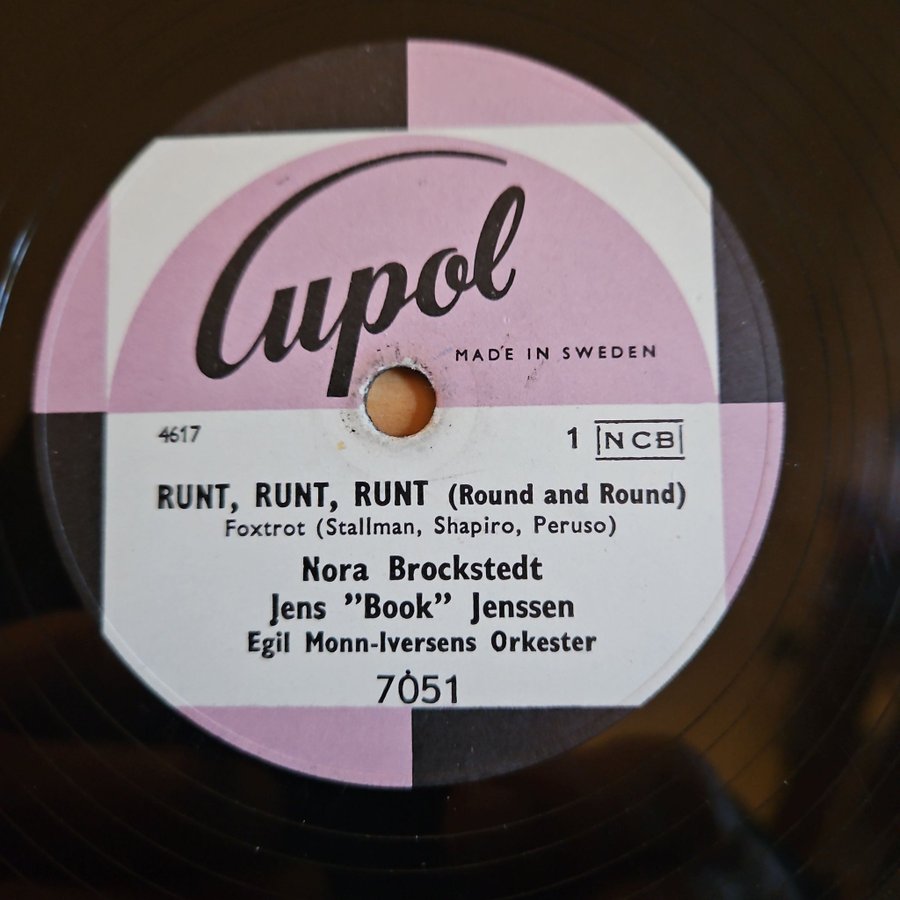 Cupol
MADE IN SWEDEN
4617 1 NCB
RUNT, RUNT, RUNT (Round and Round)
Foxtrot (Stallman, Shapiro, Peruso)
Nora Brockstedt
Jens ”Book” Jenssen
Egil Monn-Iversens Orkester
7051